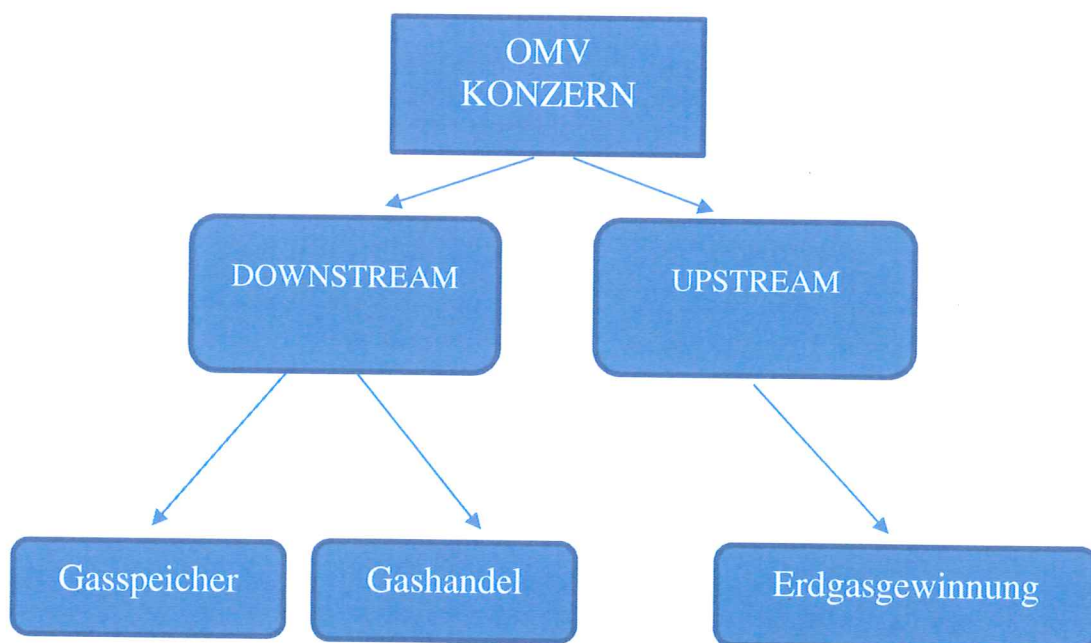 OMV
KONZERN
DOWNSTREAM
UPSTREAM
Gasspeicher
Gashandel
Erdgasgewinnung